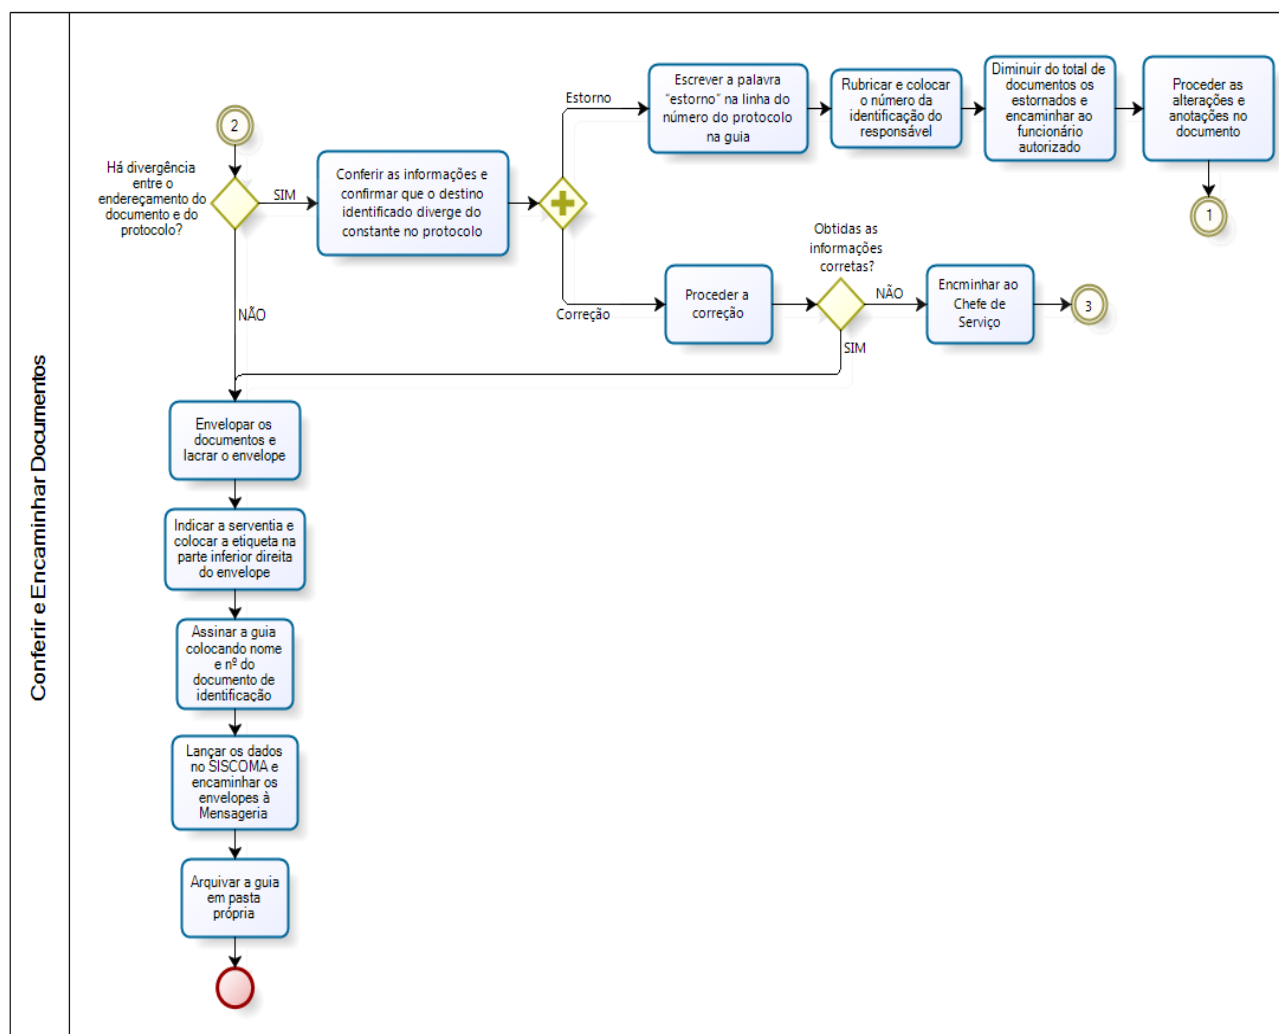 Conferir e Encaminhar Documentos
2
Há divergência
entre o
endereçamento do
documento e do
protocolo?
SIM
NÃO
Conferir as informações e
confirmar que o destino
identificado diverge do
constante no protocolo
Estorno
Escrever a palavra
"estorno" na linha do
número do protocolo
na guia
Rubricar e colocar
o número da
identificação do
responsável
Diminuir do total de
documentos os
estornados e
encaminhar ao
funcionário
autorizado
Proceder as
alterações e
anotações no
documento
1
Correção
Proceder a
correção
Obtidas as
informações
corretas?
NÃO
SIM
Encminhar ao
Chefe de
Serviço
3
Envelopar os
documentos e
lacrar o envelope
Indicar a serventia e
colocar a etiqueta na
parte inferior direita
do envelope
Assinar a guia
colocando nome
e nº do
documento de
identificação
Lançar os dados
no SISCOMA e
encaminhar os
envelopes à
Mensageria
Arquivar a guia
em pasta
própria